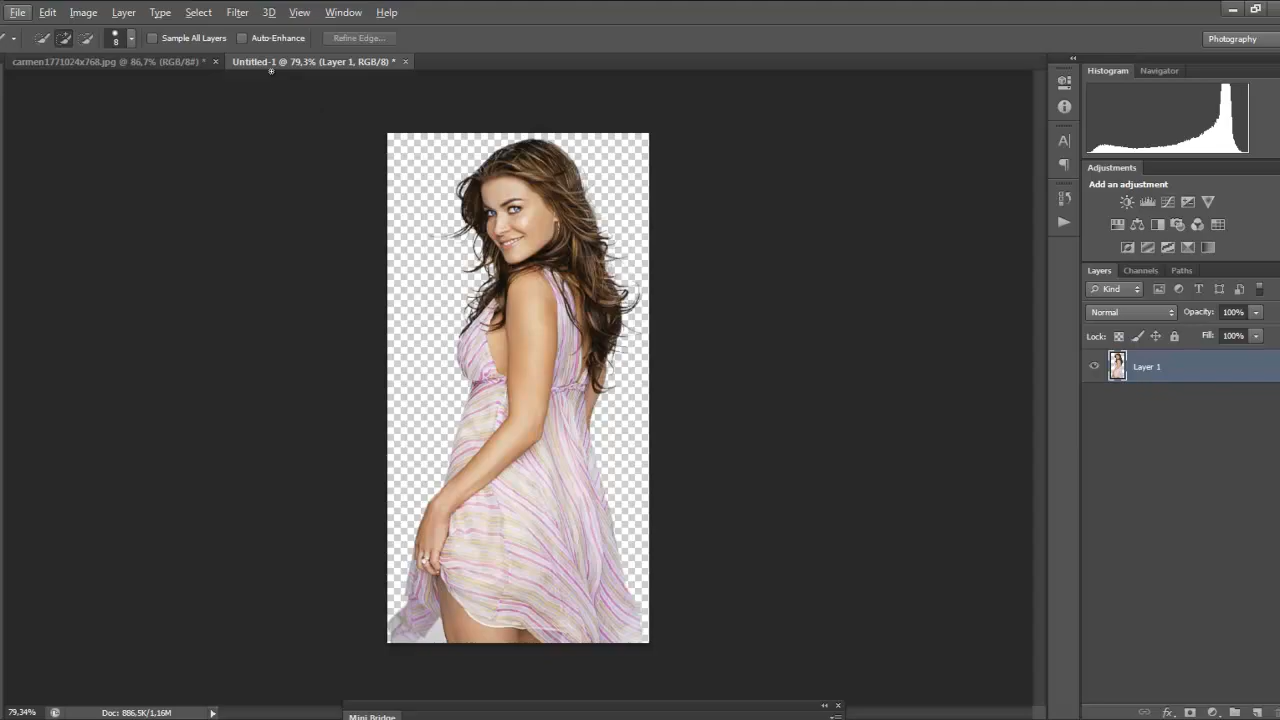 File Edit Image Layer Type Select Filter 3D View Window Help
8 Sample All Layers Auto-Enhance Refine Edge... Photography
carmen1771024x768.jpg @ 86,7% (RGB/8#) * × Untitled-1 @ 79,3% (Layer 1, RGB/8) * ×
Histogram Navigator
Adjustments
Add an adjustment
Layers Channels Paths
Kind
Normal Opacity: 100%
Lock: Fill: 100%
Layer 1
79,34% Doc: 886,5K/1,16M
Mini Bridge